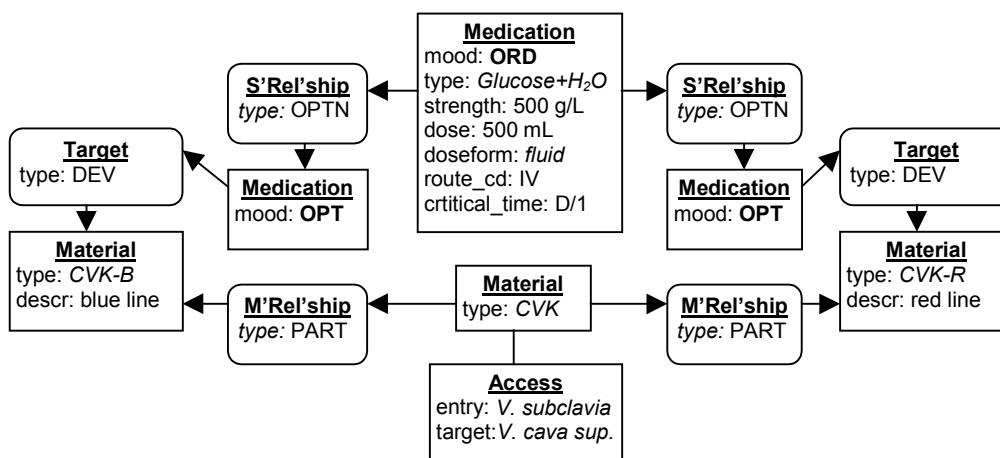 Medication
mood: ORD
type: Glucose+H₂O
strength: 500 g/L
dose: 500 mL
doseform: fluid
route_cd: IV
crtitical_time: D/1
S'Rel'ship
type: OPTN
S'Rel'ship
type: OPTN
Target
type: DEV
Medication
mood: OPT
Medication
mood: OPT
Target
type: DEV
Material
type: CVK-B
descr: blue line
M'Rel'ship
type: PART
Material
type: CVK
M'Rel'ship
type: PART
Material
type: CVK-R
descr: red line
Access
entry: V. subclavia
target:V. cava sup.